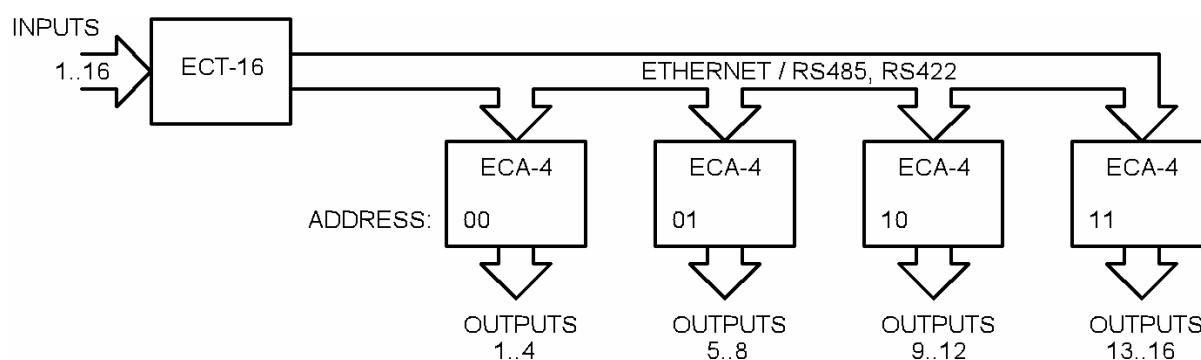 INPUTS
1..16
ECT-16
ETHERNET / RS485, RS422
ECA-4 ECA-4 ECA-4 ECA-4
ADDRESS: 00 01 10 11
OUTPUTS OUTPUTS OUTPUTS OUTPUTS
1..4 5..8 9..12 13..16